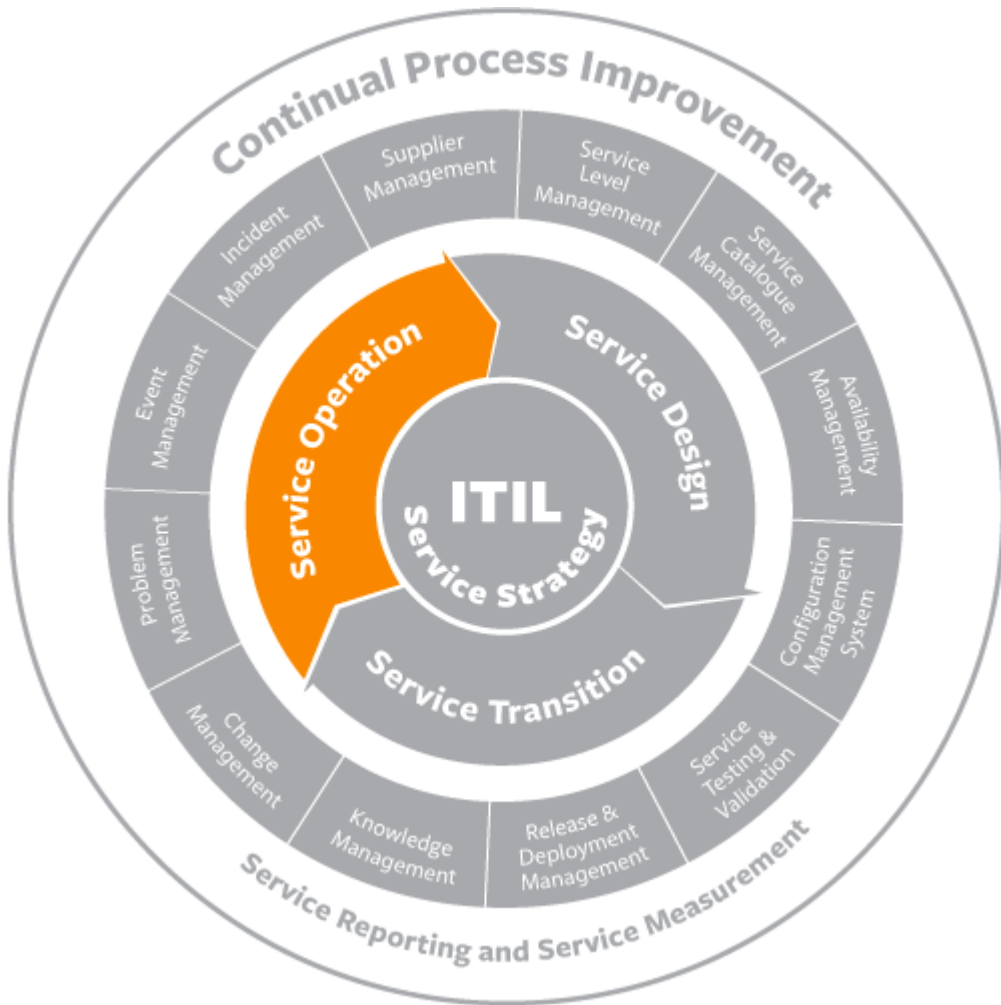 Continual Process Improvement
Supplier
Management
Service
Level
Management
Service
Catalogue
Management
Availability
Management
Configuration
Management
System
Service
Testing &
Validation
Release &
Deployment
Management
Knowledge
Management
Change
Management
Problem
Management
Event
Management
Incident
Management
Service Operation
Service Design
Service Transition
ITIL
Service Strategy
Service Reporting and Service Measurement